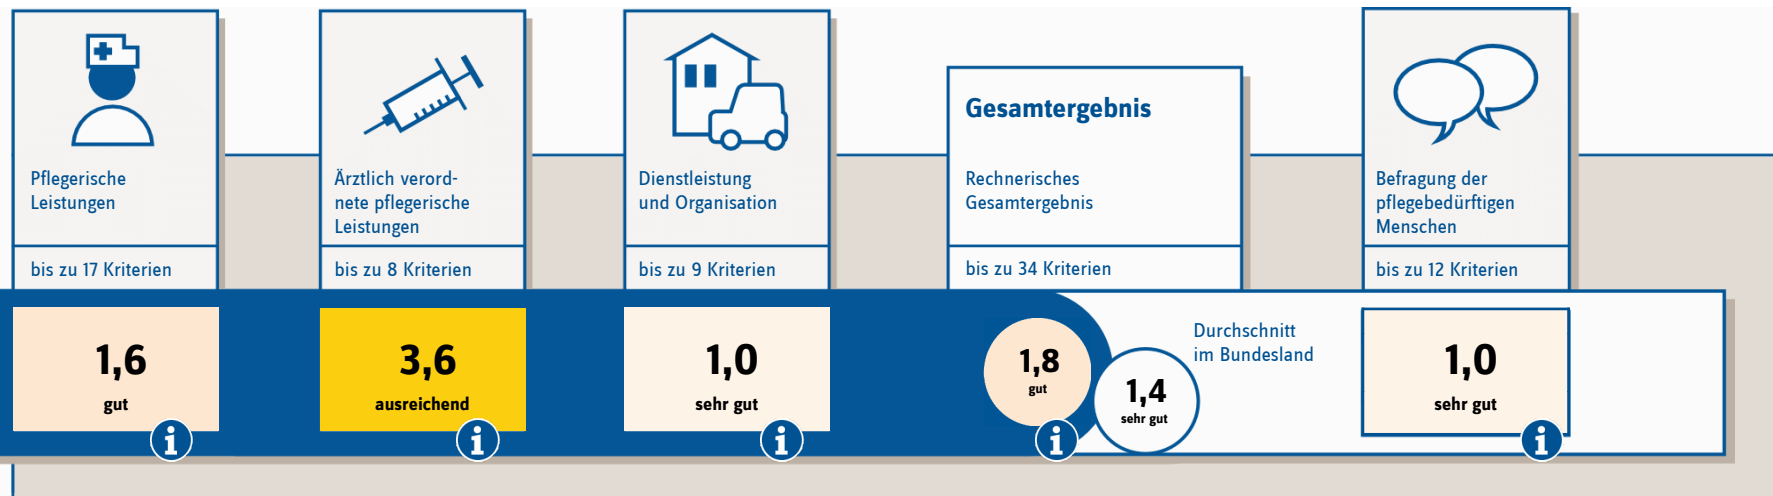 Pflegerische
Leistungen
bis zu 17 Kriterien
1,6
gut
i
Ärztlich verord-
nete pflegerische
Leistungen
bis zu 8 Kriterien
3,6
ausreichend
i
Dienstleistung
und Organisation
bis zu 9 Kriterien
1,0
sehr gut
i
Gesamtergebnis
Rechnerisches
Gesamtergebnis
bis zu 34 Kriterien
1,8
gut
i
Durchschnitt
im Bundesland
1,4
sehr gut
Befragung der
pflegebedürftigen
Menschen
bis zu 12 Kriterien
1,0
sehr gut
i